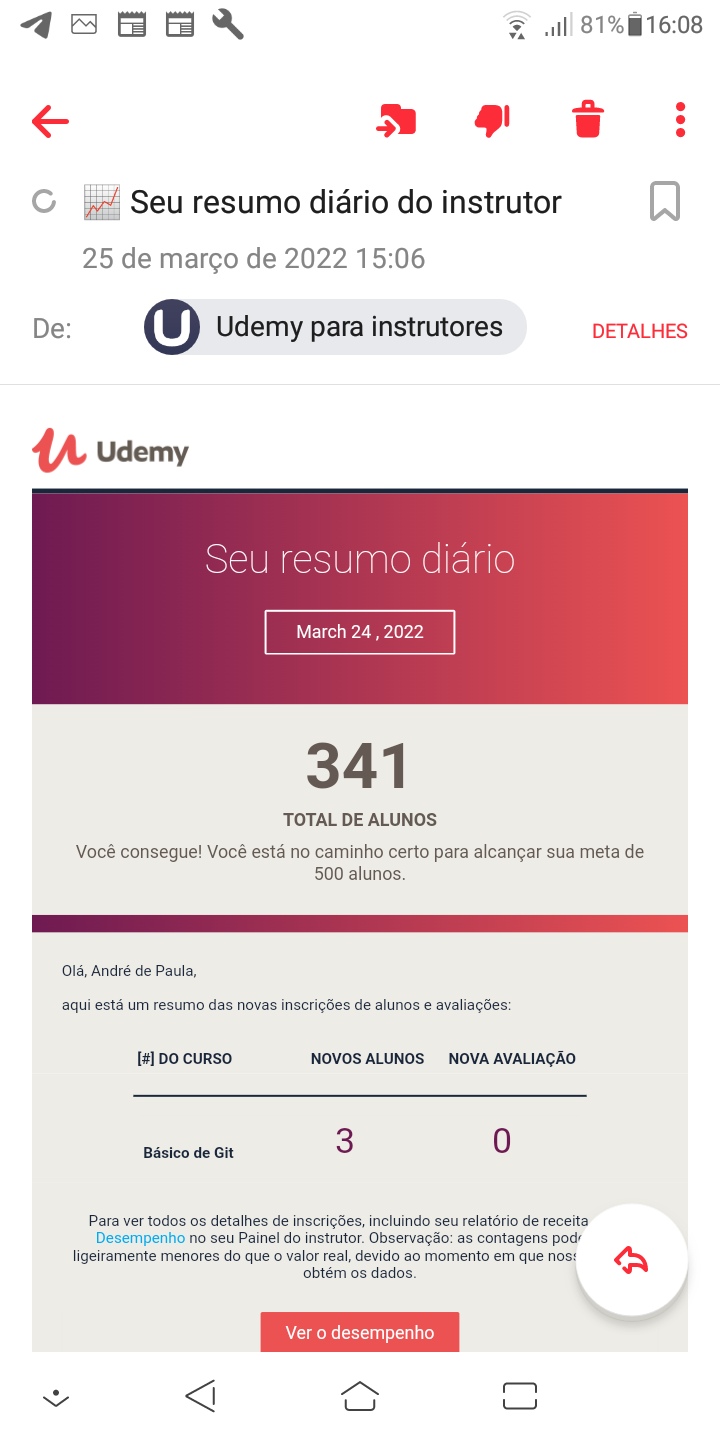 81% 16:08
Seu resumo diário do instrutor
25 de março de 2022 15:06
De: Udemy para instrutores DETALHES
Udemy
Seu resumo diário
March 24 , 2022
341
TOTAL DE ALUNOS
Você consegue! Você está no caminho certo para alcançar sua meta de
500 alunos.
Olá, André de Paula,
aqui está um resumo das novas inscrições de alunos e avaliações:
[#] DO CURSO NOVOS ALUNOS NOVA AVALIAÇÃO
Básico de Git 3 0
Para ver todos os detalhes de inscrições, incluindo seu relatório de receita
Desempenho no seu Painel do instrutor. Observação: as contagens
ligeiramente menores do que o valor real, devido ao momento em que
obtém os dados.
Ver o desempenho